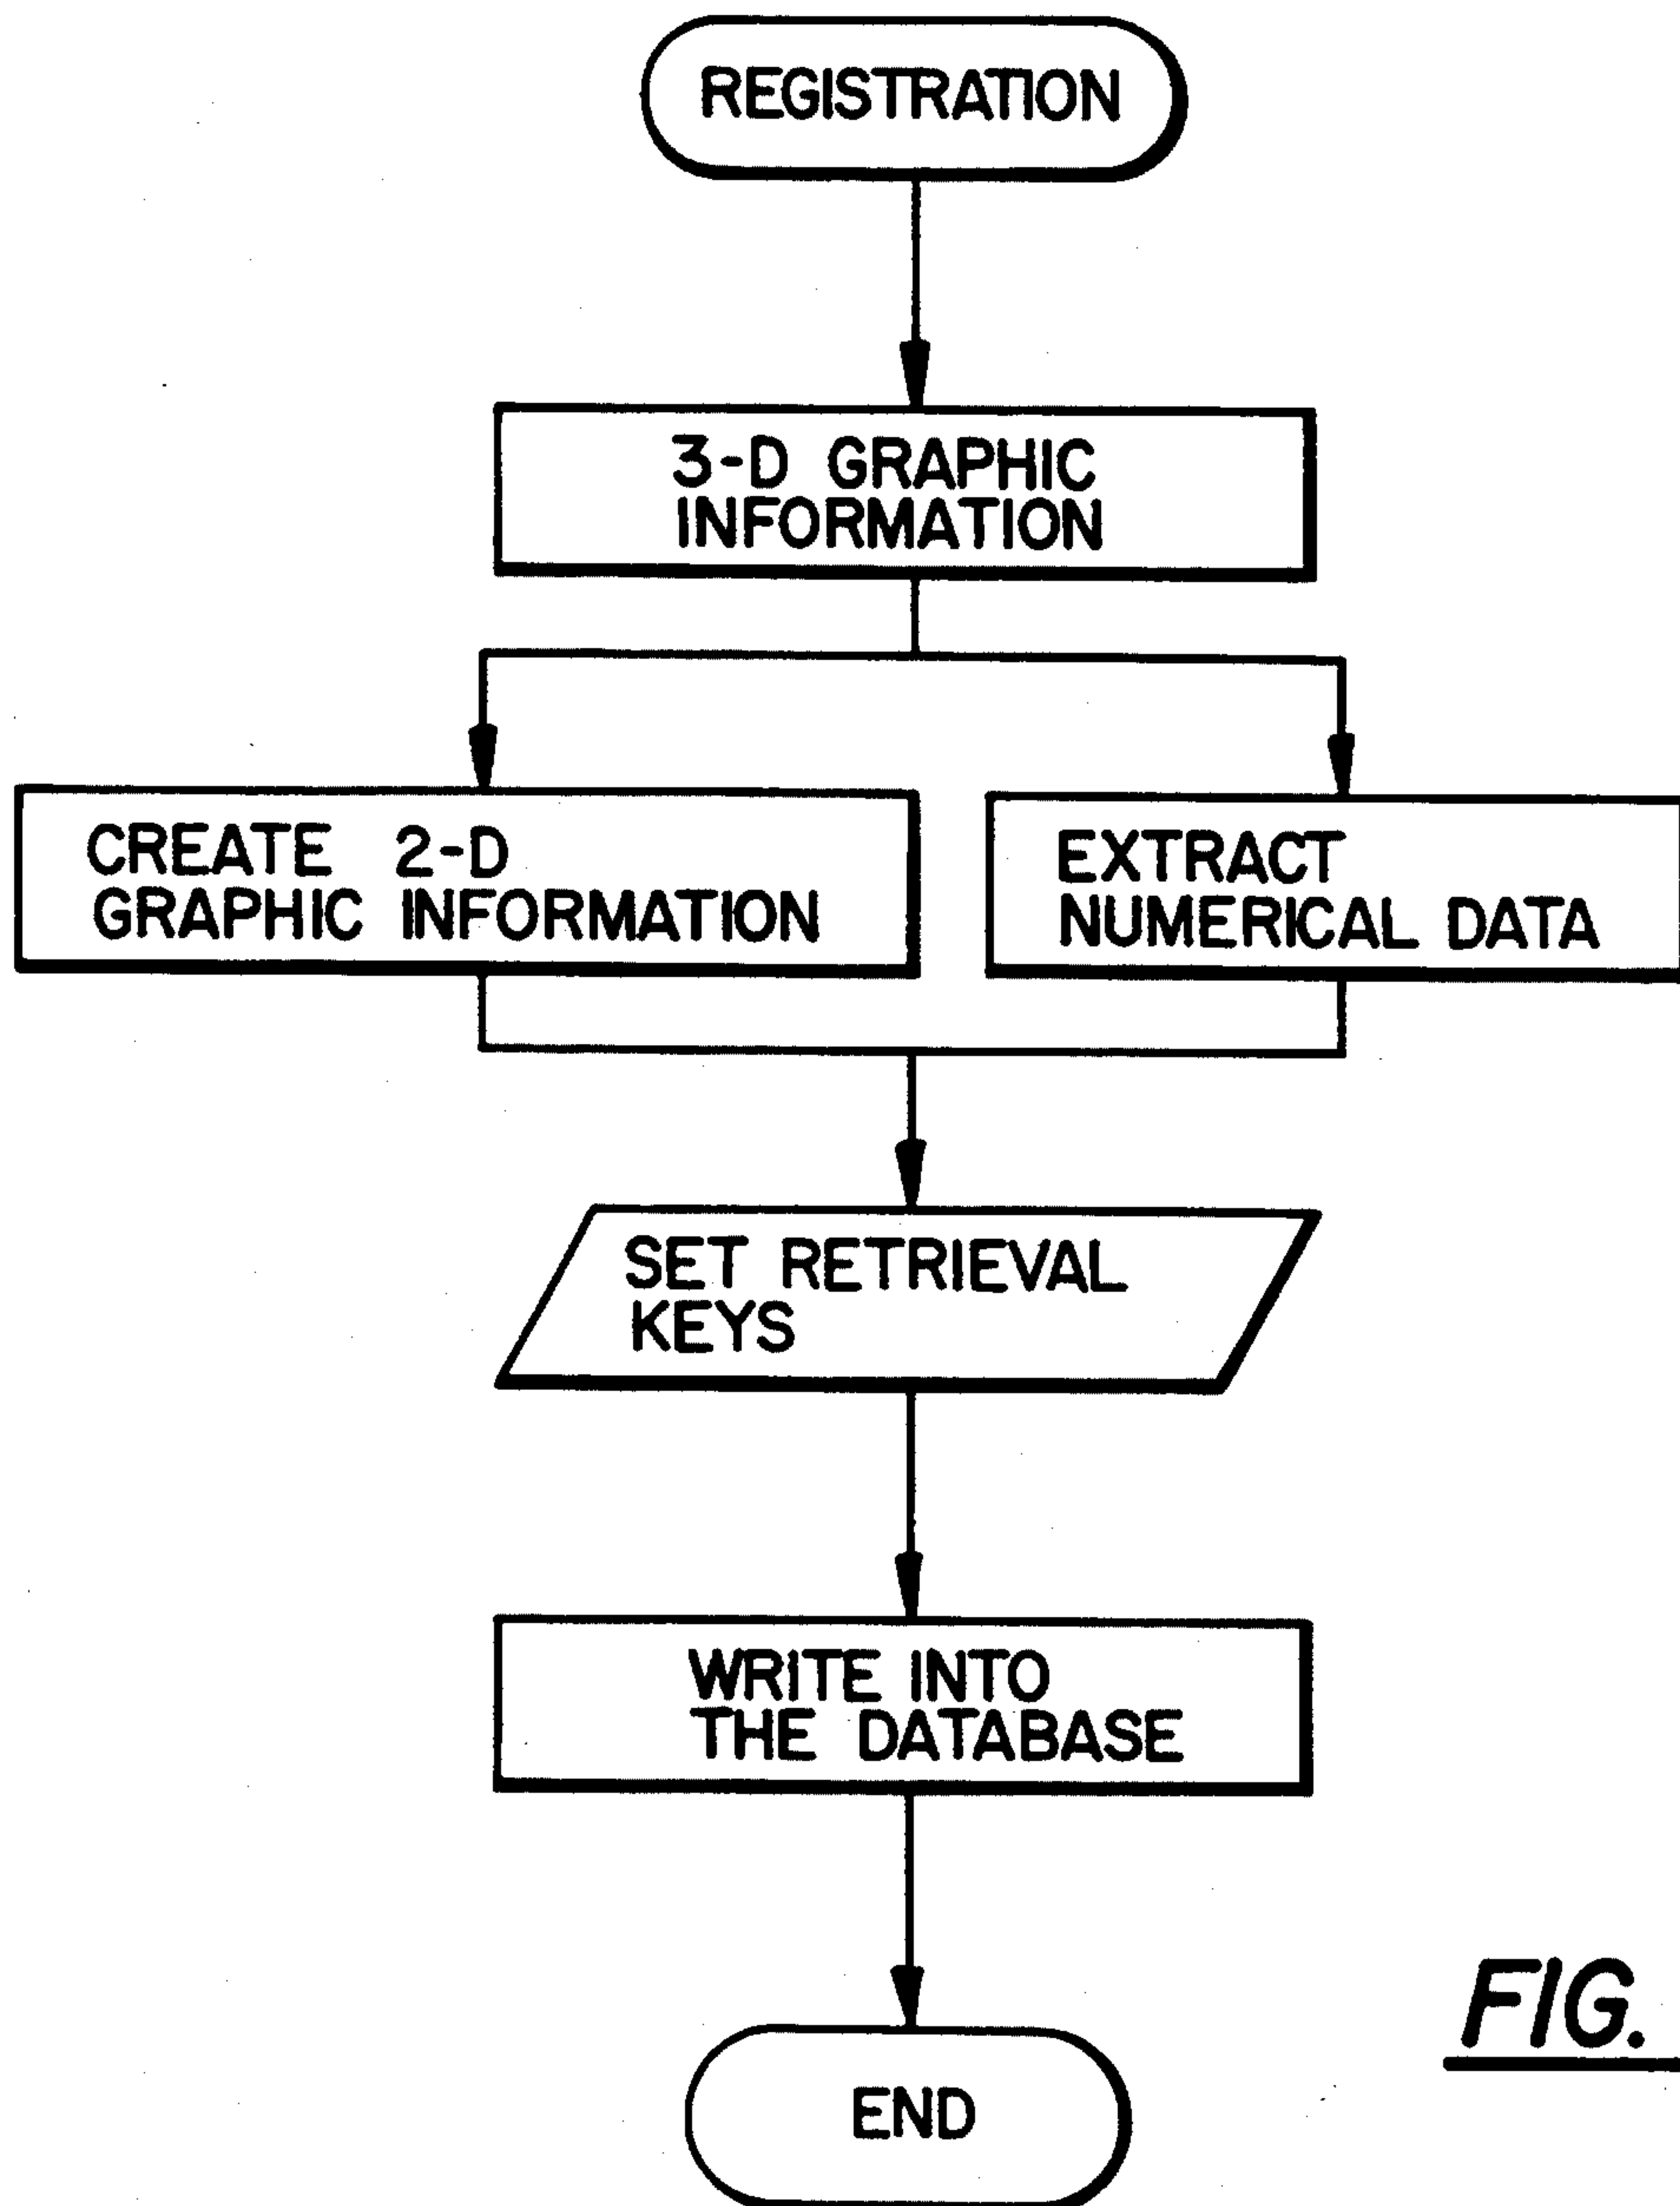 REGISTRATION
3-D GRAPHIC
INFORMATION
CREATE 2-D
GRAPHIC INFORMATION
EXTRACT
NUMERICAL DATA
SET RETRIEVAL
KEYS
WRITE INTO
THE DATABASE
END
FIG.